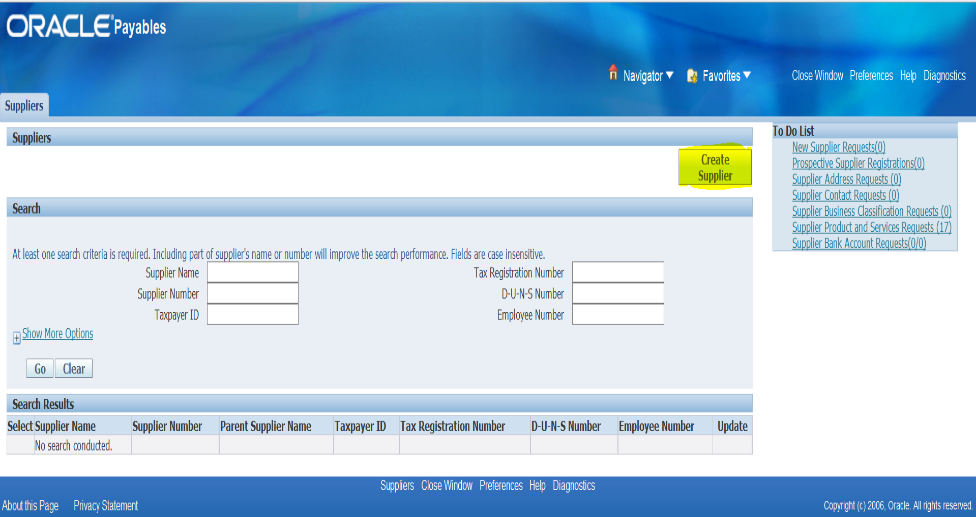 ORACLE Payables
Navigator Favorites Close Window Preferences Help Diagnostics
Suppliers
Suppliers
Create
Supplier
Search
At least one search criteria is required. Including part of supplier's name or number will improve the search performance. Fields are case insensitive.
Supplier Name Tax Registration Number
Supplier Number D-U-N-S Number
Taxpayer ID Employee Number
Show More Options
Go Clear
Search Results
Select Supplier Name Supplier Number Parent Supplier Name Taxpayer ID Tax Registration Number D-U-N-S Number Employee Number Update
No search conducted.
To Do List
New Supplier Requests(0)
Prospective Supplier Registrations(0)
Supplier Address Requests (0)
Supplier Contact Requests (0)
Supplier Business Classification Requests (0)
Supplier Product and Services Requests (17)
Supplier Bank Account Requests(0/0)
Suppliers Close Window Preferences Help Diagnostics
About this Page Privacy Statement Copyright (c) 2006, Oracle. All rights reserved.